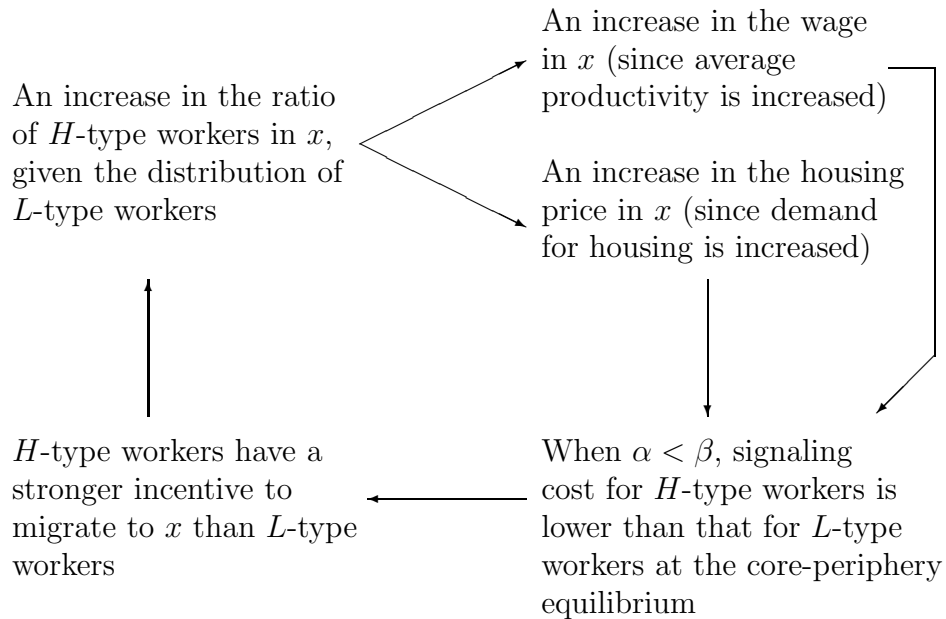 An increase in the ratio
of H-type workers in x,
given the distribution of
L-type workers
An increase in the wage
in x (since average
productivity is increased)
An increase in the housing
price in x (since demand
for housing is increased)
When α < β, signaling
cost for H-type workers is
lower than that for L-type
workers at the core-periphery
equilibrium
H-type workers have a
stronger incentive to
migrate to x than L-type
workers